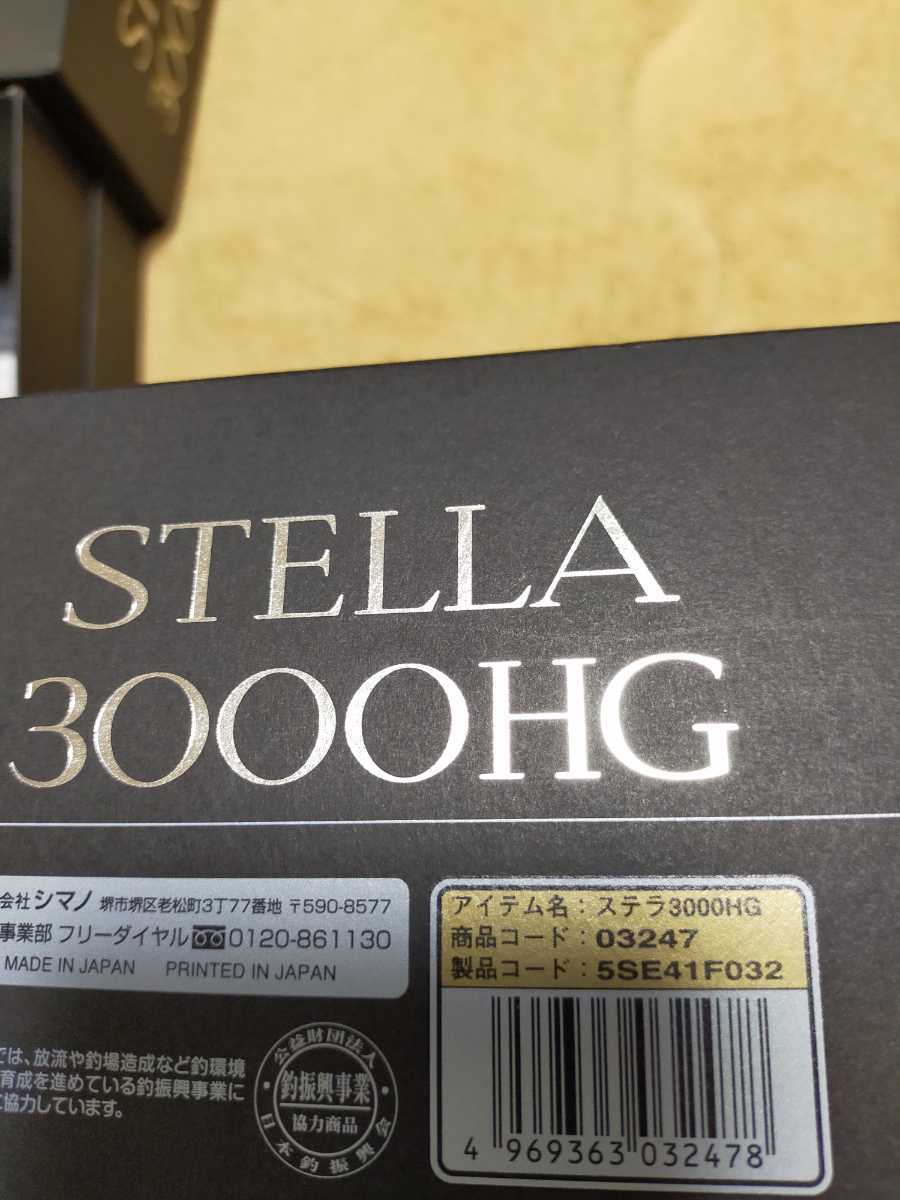 STELLA
3000HG
会社シマノ 堺市堺区老松町3丁77番地 〒590-8577
事業部 フリーダイヤル 0120-861130
MADE IN JAPAN PRINTED IN JAPAN
では、放流や釣場造成など釣環境
育成を進めている釣振興事業に
協力しています。
公益財団法人
釣振興事業
協力商品
日本釣振興会
アイテム名：ステラ3000HG
商品コード：03247
製品コード：5SE41F032
4 969363 032478